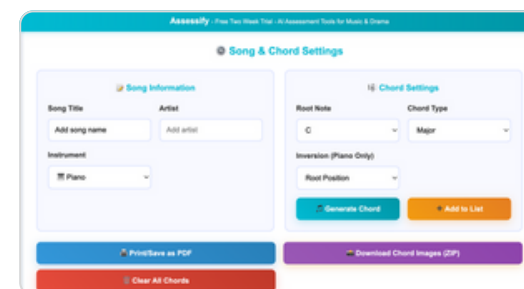 Assessify - Free Two Week Trial - AI Assessment Tools for Music & Drama
Song & Chord Settings
Song Information
Song Title
Artist
Add song name
Add artist
Instrument
Piano
Chord Settings
Root Note
Chord Type
C
Major
Inversion (Piano Only)
Root Position
Generate Chord
+ Add to List
Print/Save as PDF
Download Chord Images (ZIP)
Clear All Chords